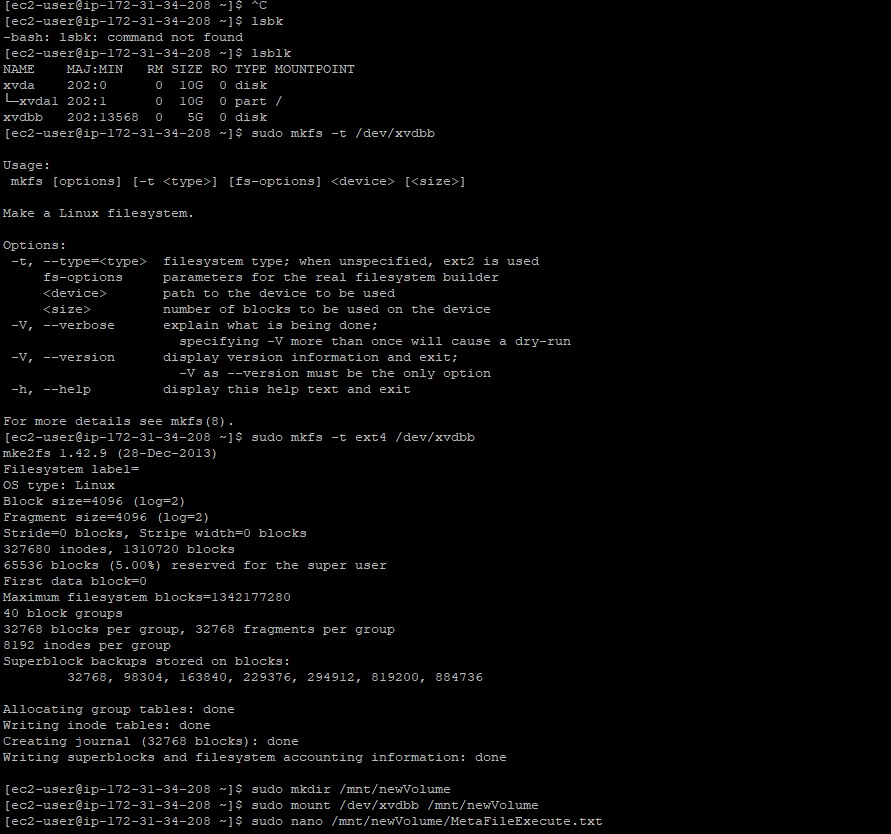 [ec2-user@ip-172-31-34-208 ~]$ ^C
[ec2-user@ip-172-31-34-208 ~]$ lsbk
-bash: lsbk: command not found
[ec2-user@ip-172-31-34-208 ~]$ lsblk
NAME    MAJ:MIN   RM SIZE RO TYPE MOUNTPOINT
xvda    202:0      0  10G  0 disk
└─xvda1 202:1      0  10G  0 part /
xvdbb   202:13568  0   5G  0 disk
[ec2-user@ip-172-31-34-208 ~]$ sudo mkfs -t /dev/xvdbb
Usage:
 mkfs [options] [-t <type>] [fs-options] <device> [<size>]
Make a Linux filesystem.
Options:
 -t, --type=<type>  filesystem type; when unspecified, ext2 is used
     fs-options     parameters for the real filesystem builder
     <device>       path to the device to be used
     <size>         number of blocks to be used on the device
 -V, --verbose      explain what is being done;
                      specifying -V more than once will cause a dry-run
 -V, --version      display version information and exit;
                      -V as --version must be the only option
 -h, --help         display this help text and exit
For more details see mkfs(8).
[ec2-user@ip-172-31-34-208 ~]$ sudo mkfs -t ext4 /dev/xvdbb
mke2fs 1.42.9 (28-Dec-2013)
Filesystem label=
OS type: Linux
Block size=4096 (log=2)
Fragment size=4096 (log=2)
Stride=0 blocks, Stripe width=0 blocks
327680 inodes, 1310720 blocks
65536 blocks (5.00%) reserved for the super user
First data block=0
Maximum filesystem blocks=1342177280
40 block groups
32768 blocks per group, 32768 fragments per group
8192 inodes per group
Superblock backups stored on blocks:
        32768, 98304, 163840, 229376, 294912, 819200, 884736
Allocating group tables: done
Writing inode tables: done
Creating journal (32768 blocks): done
Writing superblocks and filesystem accounting information: done
[ec2-user@ip-172-31-34-208 ~]$ sudo mkdir /mnt/newVolume
[ec2-user@ip-172-31-34-208 ~]$ sudo mount /dev/xvdbb /mnt/newVolume
[ec2-user@ip-172-31-34-208 ~]$ sudo nano /mnt/newVolume/MetaFileExecute.txt